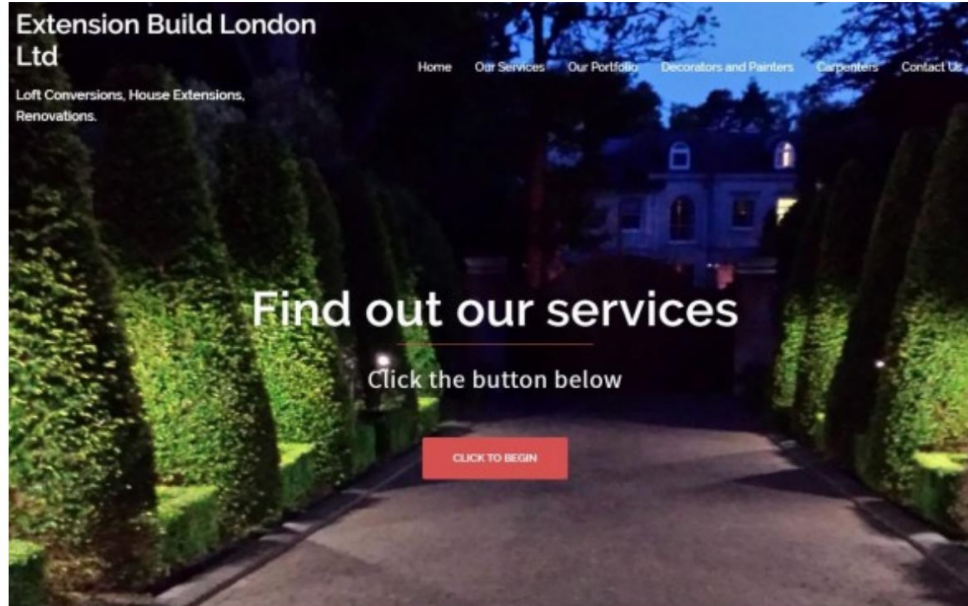 Extension Build London
Ltd
Loft Conversions, House Extensions,
Renovations.
Home Our Services Our Portfolio Decorators and Painters Carpenters Contact Us
Find out our services
Click the button below
CLICK TO BEGIN